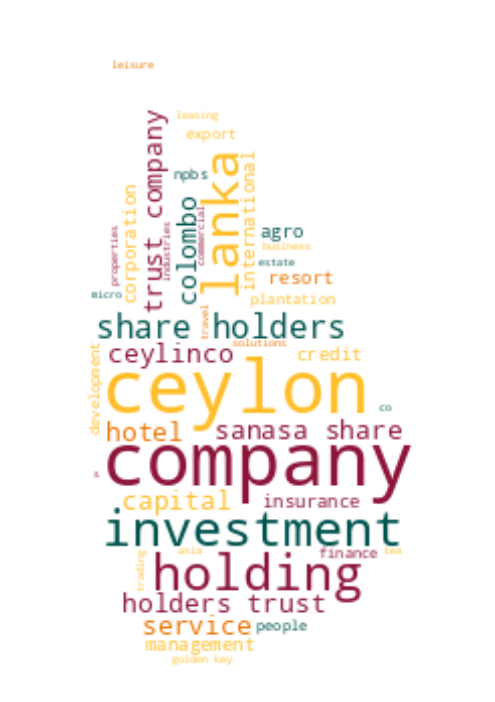 leisure
leasing
export
trust company
npbs
lanka
international
corporation
colombo
commercial
industries
properties
agro
business
estate
resort
micro
plantation
travel
share holders
solutions
ceylinco
credit
development
ceylon
co
hotel
sanasa share
company
capital
insurance
investment
finance
asia
tea
trading
holding
holders trust
service
people
management
golden key